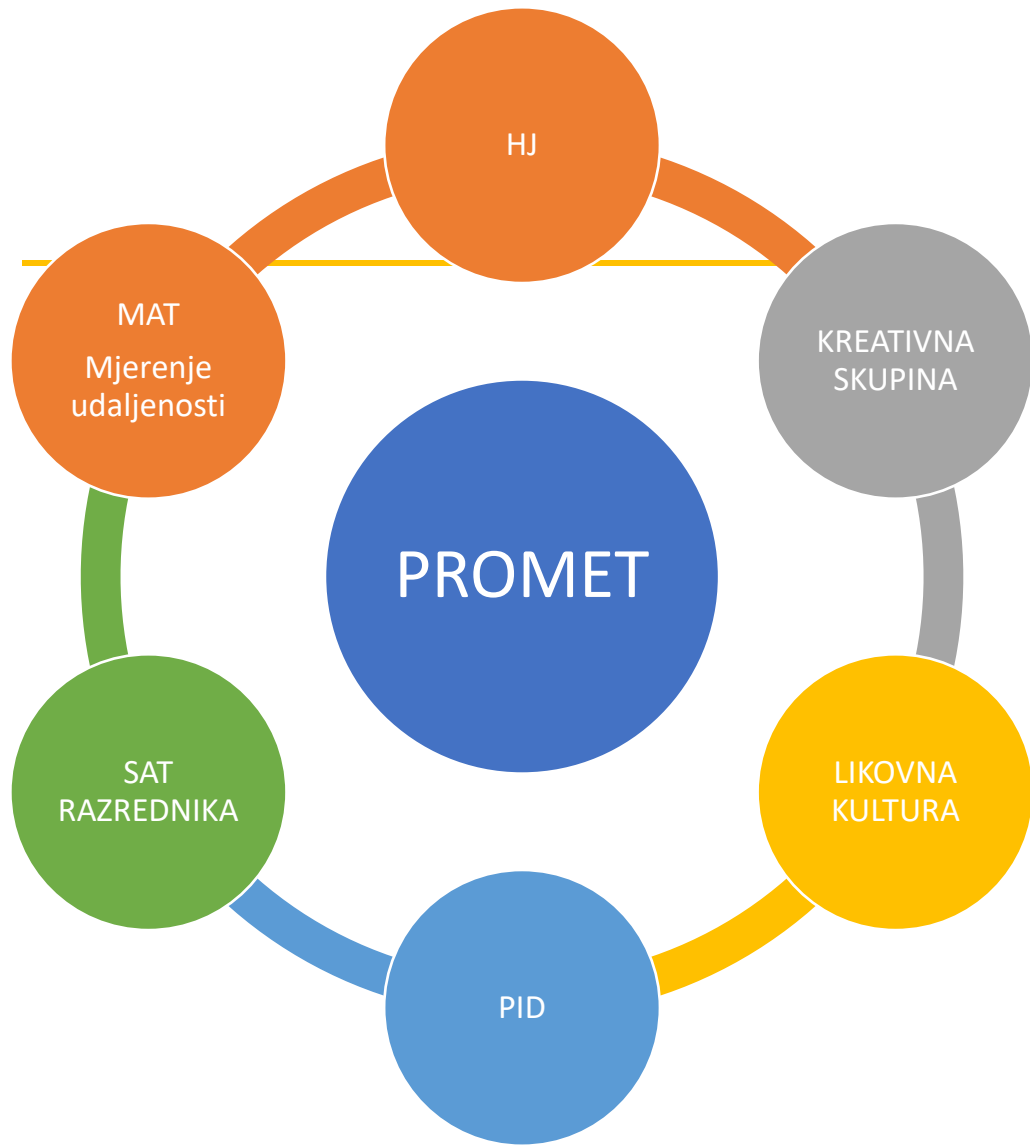 HJ
KREATIVNA
SKUPINA
LIKOVNA
KULTURA
PID
SAT
RAZREDNIKA
MAT
Mjerenje
udaljenosti
PROMET